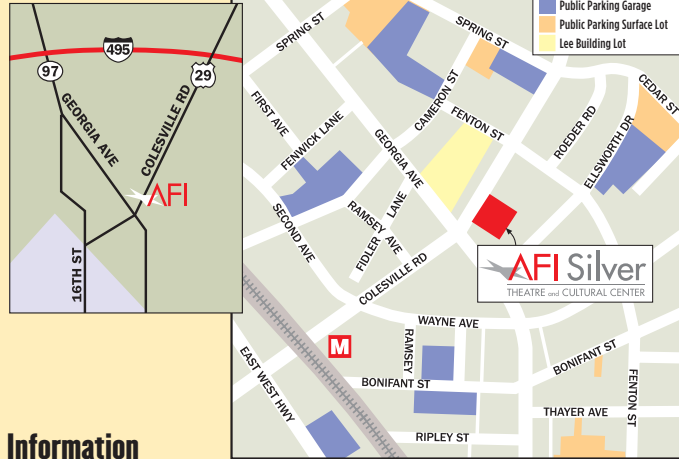 495
97
29
GEORGIA AVE
COLESVILLE RD
AFI
16TH ST
Public Parking Garage
Public Parking Surface Lot
Lee Building Lot
SPRING ST
SPRING ST
CEDAR ST
CAMERON ST
FIRST AVE
FENTON ST
ROEDER RD
ELLSWORTH DR
FENWICK LANE
GEORGIA AVE
SECOND AVE
RAMSEY AVE
FIDLER LANE
COLESVILLE RD
AFI Silver
THEATRE and CULTURAL CENTER
WAYNE AVE
M
RAMSEY
EAST WEST HWY
BONIFANT ST
BONIFANT ST
FENTON ST
THAYER AVE
RIPLEY ST
Information